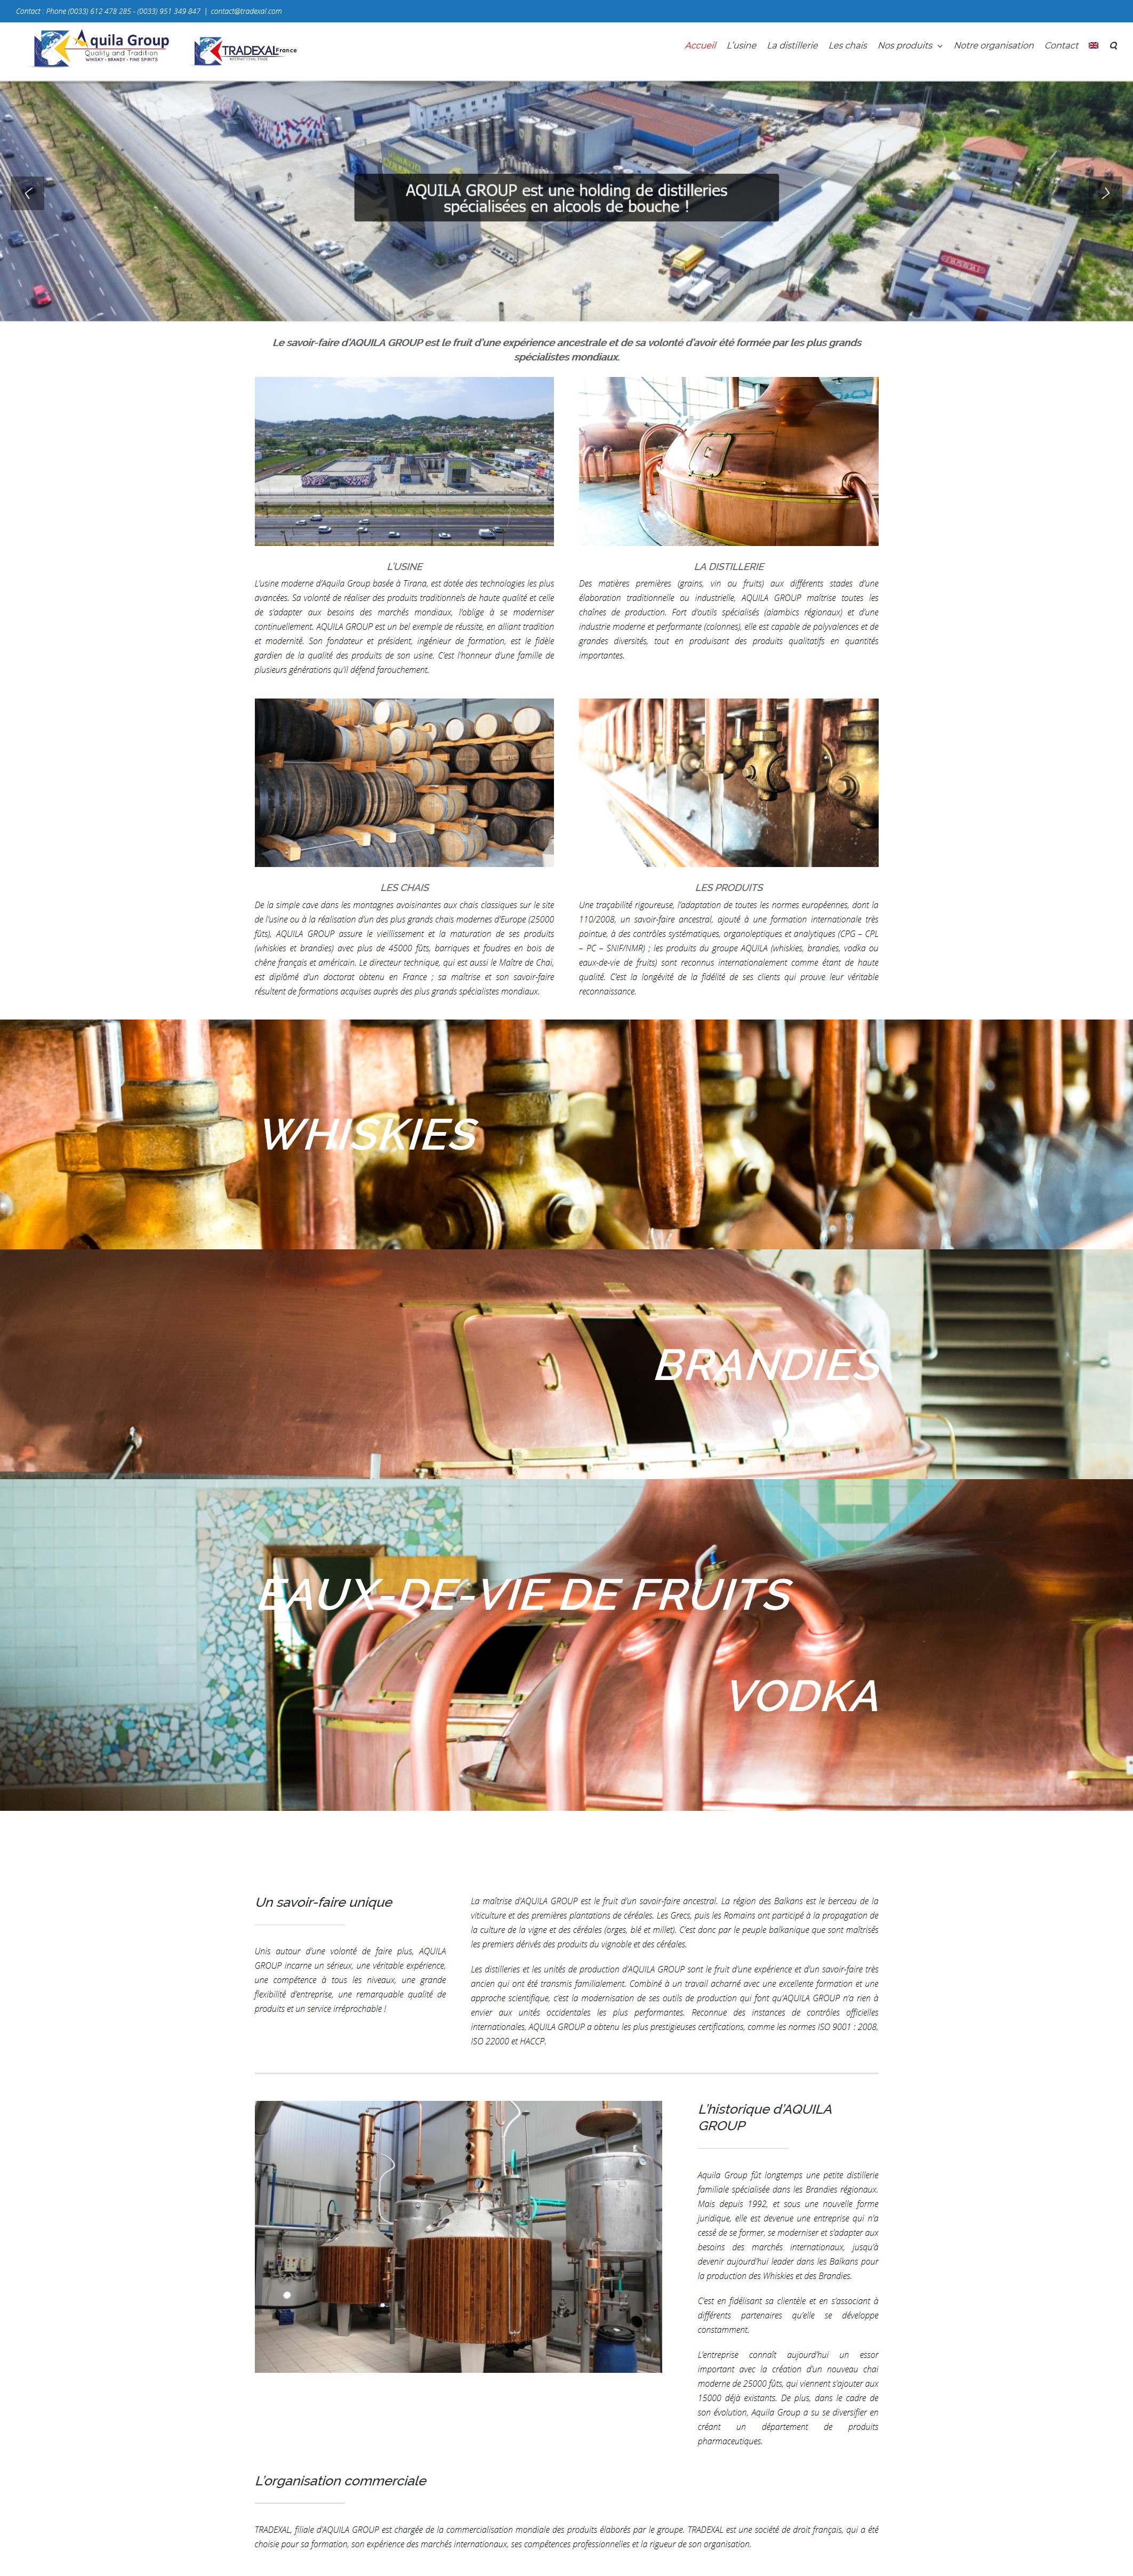 Contact : Phone (0033) 612 478 285 - (0033) 951 349 847 | contact@tradexal.com
Aquila Group
Quality and Tradition
WHISKY - BRANDY - FINE SPIRITS
TRADEXAL France
INTERNATIONAL TRADE
Accueil L'usine La distillerie Les chais Nos produits Notre organisation Contact
AQUILA GROUP est une holding de distilleries
spécialisées en alcools de bouche !
Le savoir-faire d'AQUILA GROUP est le fruit d'une expérience ancestrale et de sa volonté d'avoir été formée par les plus grands
spécialistes mondiaux.
L'USINE
L'usine moderne d'Aquila Group basée à Tirana, est dotée des technologies les plus
avancées. Sa volonté de réaliser des produits traditionnels de haute qualité et celle
de s'adapter aux besoins des marchés mondiaux, l'oblige à se moderniser
continuellement. AQUILA GROUP est un bel exemple de réussite, en alliant tradition
et modernité. Son fondateur et président, ingénieur de formation, est le fidèle
gardien de la qualité des produits de son usine. C'est l'honneur d'une famille de
plusieurs générations qu'il défend farouchement.
LA DISTILLERIE
Des matières premières (grains, vin ou fruits) aux différents stades d'une
élaboration traditionnelle ou industrielle, AQUILA GROUP maîtrise toutes les
chaînes de production. Fort d'outils spécialisés (alambics régionaux) et d'une
industrie moderne et performante (colonnes), elle est capable de polyvalences et de
grandes diversités, tout en produisant des produits qualitatifs en quantités
importantes.
LES CHAIS
De la simple cave dans les montagnes avoisinantes aux chais classiques sur le site
de l'usine ou à la réalisation d'un des plus grands chais modernes d'Europe (25000
fûts), AQUILA GROUP assure le vieillissement et la maturation de ses produits
(whiskies et brandies) avec plus de 45000 fûts, barriques et foudres en bois de
chêne français et américain. Le directeur technique, qui est aussi le Maître de Chai,
est diplômé d'un doctorat obtenu en France ; sa maîtrise et son savoir-faire
résultent de formations acquises auprès des plus grands spécialistes mondiaux.
LES PRODUITS
Une traçabilité rigoureuse, l'adaptation de toutes les normes européennes, dont la
110/2008, un savoir-faire ancestral, ajouté à une formation internationale très
pointue, à des contrôles systématiques, organoleptiques et analytiques (CPG – CPL
– PC – SNIF/NMR) ; les produits du groupe AQUILA (whiskies, brandies, vodka ou
eaux-de-vie de fruits) sont reconnus internationalement comme étant de haute
qualité. C'est la longévité de la fidélité de ses clients qui prouve leur véritable
reconnaissance.
WHISKIES
BRANDIES
EAUX-DE-VIE DE FRUITS
VODKA
Un savoir-faire unique
Unis autour d'une volonté de faire plus, AQUILA
GROUP incarne un sérieux, une véritable expérience,
une compétence à tous les niveaux, une grande
flexibilité d'entreprise, une remarquable qualité de
produits et un service irréprochable !
La maîtrise d'AQUILA GROUP est le fruit d'un savoir-faire ancestral. La région des Balkans est le berceau de la
viticulture et des premières plantations de céréales. Les Grecs, puis les Romains ont participé à la propagation de
la culture de la vigne et des céréales (orges, blé et millet). C'est donc par le peuple balkanique que sont maîtrisés
les premiers dérivés des produits du vignoble et des céréales.
Les distilleries et les unités de production d'AQUILA GROUP sont le fruit d'une expérience et d'un savoir-faire très
ancien qui ont été transmis familialement. Combiné à un travail acharné avec une excellente formation et une
approche scientifique, c'est la modernisation de ses outils de production qui font qu'AQUILA GROUP n'a rien à
envier aux unités occidentales les plus performantes. Reconnue des instances de contrôles officielles
internationales, AQUILA GROUP a obtenu les plus prestigieuses certifications, comme les normes ISO 9001 : 2008,
ISO 22000 et HACCP.
L'historique d'AQUILA
GROUP
Aquila Group fût longtemps une petite distillerie
familiale spécialisée dans les Brandies régionaux.
Mais depuis 1992, et sous une nouvelle forme
juridique, elle est devenue une entreprise qui n'a
cessé de se former, se moderniser et s'adapter aux
besoins des marchés internationaux, jusqu'à
devenir aujourd'hui leader dans les Balkans pour
la production des Whiskies et des Brandies.
C'est en fidélisant sa clientèle et en s'associant à
différents partenaires qu'elle se développe
constamment.
L'entreprise connaît aujourd'hui un essor
important avec la création d'un nouveau chai
moderne de 25000 fûts, qui viennent s'ajouter aux
15000 déjà existants. De plus, dans le cadre de
son évolution, Aquila Group a su se diversifier en
créant un département de produits
pharmaceutiques.
L'organisation commerciale
TRADEXAL, filiale d'AQUILA GROUP est chargée de la commercialisation mondiale des produits élaborés par le groupe. TRADEXAL est une société de droit français, qui a été
choisie pour sa formation, son expérience des marchés internationaux, ses compétences professionnelles et la rigueur de son organisation.